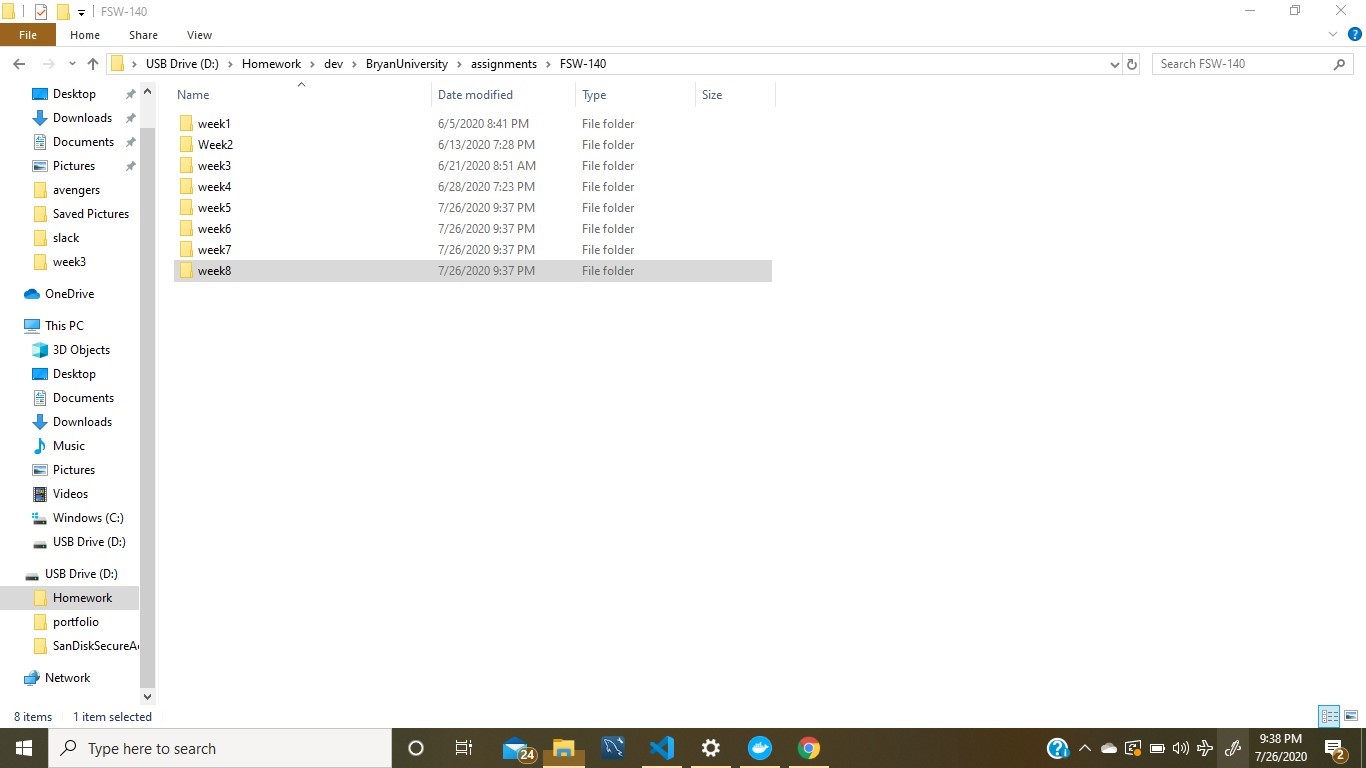 FSW-140
File Home Share View
USB Drive (D:) Homework dev BryanUniversity assignments FSW-140 Search FSW-140
Name Date modified Type Size
week1 6/5/2020 8:41 PM File folder
Week2 6/13/2020 7:28 PM File folder
week3 6/21/2020 8:51 AM File folder
week4 6/28/2020 7:23 PM File folder
week5 7/26/2020 9:37 PM File folder
week6 7/26/2020 9:37 PM File folder
week7 7/26/2020 9:37 PM File folder
week8 7/26/2020 9:37 PM File folder
Desktop
Downloads
Documents
Pictures
avengers
Saved Pictures
slack
week3
OneDrive
This PC
3D Objects
Desktop
Documents
Downloads
Music
Pictures
Videos
Windows (C:)
USB Drive (D:)
USB Drive (D:)
Homework
portfolio
SanDiskSecureAc
Network
8 items 1 item selected
Type here to search 24 9:38 PM
7/26/2020 2